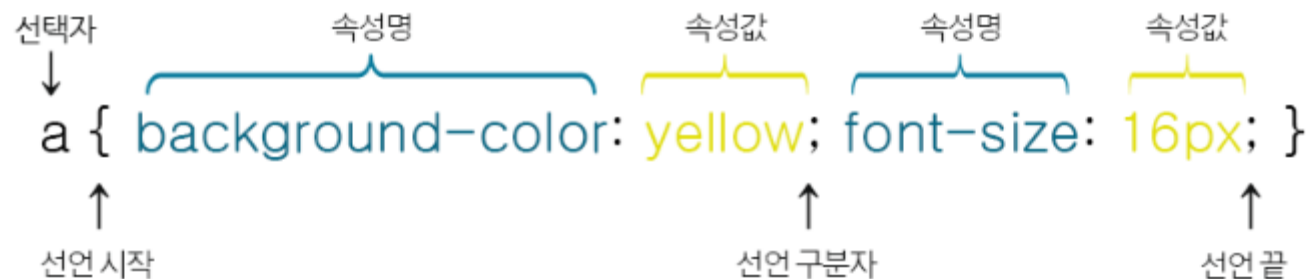 선택자 속성명 속성값 속성명 속성값
a { background-color: yellow; font-size: 16px; }
선언 시작 선언 구분자 선언 끝